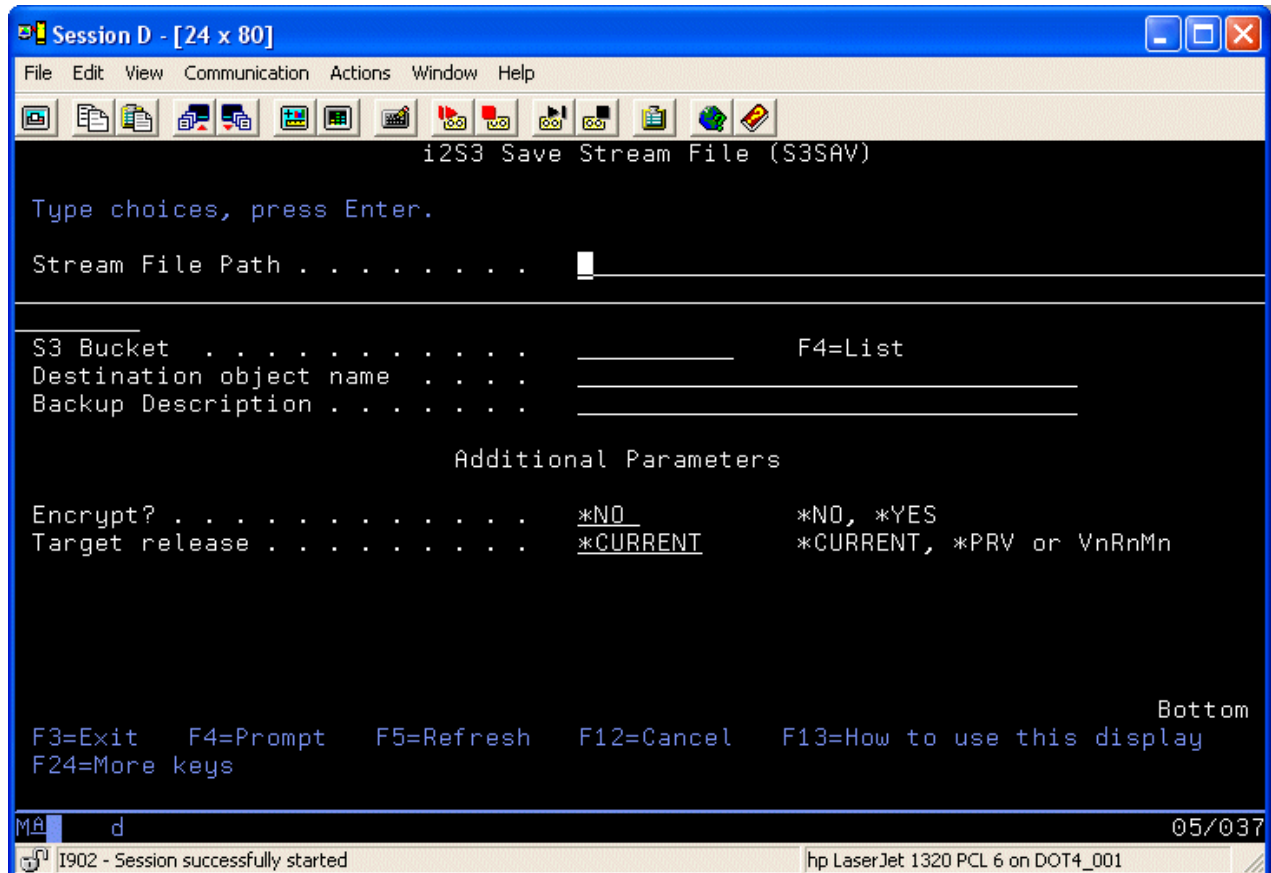 Session D - [24 x 80]
File Edit View Communication Actions Window Help
i2S3 Save Stream File (S3SAV)
Type choices, press Enter.
Stream File Path . . . . . . . .
S3 Bucket . . . . . . . . . . . F4=List
Destination object name . . . .
Backup Description . . . . . . .
Additional Parameters
Encrypt? . . . . . . . . . . . . *NO *NO, *YES
Target release . . . . . . . . . *CURRENT *CURRENT, *PRV or VnRnMn
Bottom
F3=Exit F4=Prompt F5=Refresh F12=Cancel F13=How to use this display
F24=More keys
MA d 05/037
I902 - Session successfully started hp LaserJet 1320 PCL 6 on DOT4_001